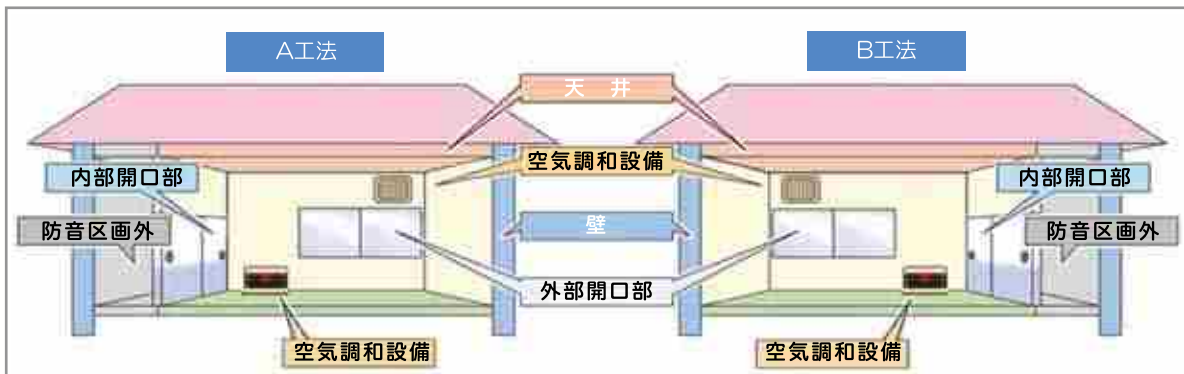 A工法
B工法
天 井
空気調和設備
内部開口部
内部開口部
防音区画外
壁
防音区画外
外部開口部
空気調和設備
空気調和設備